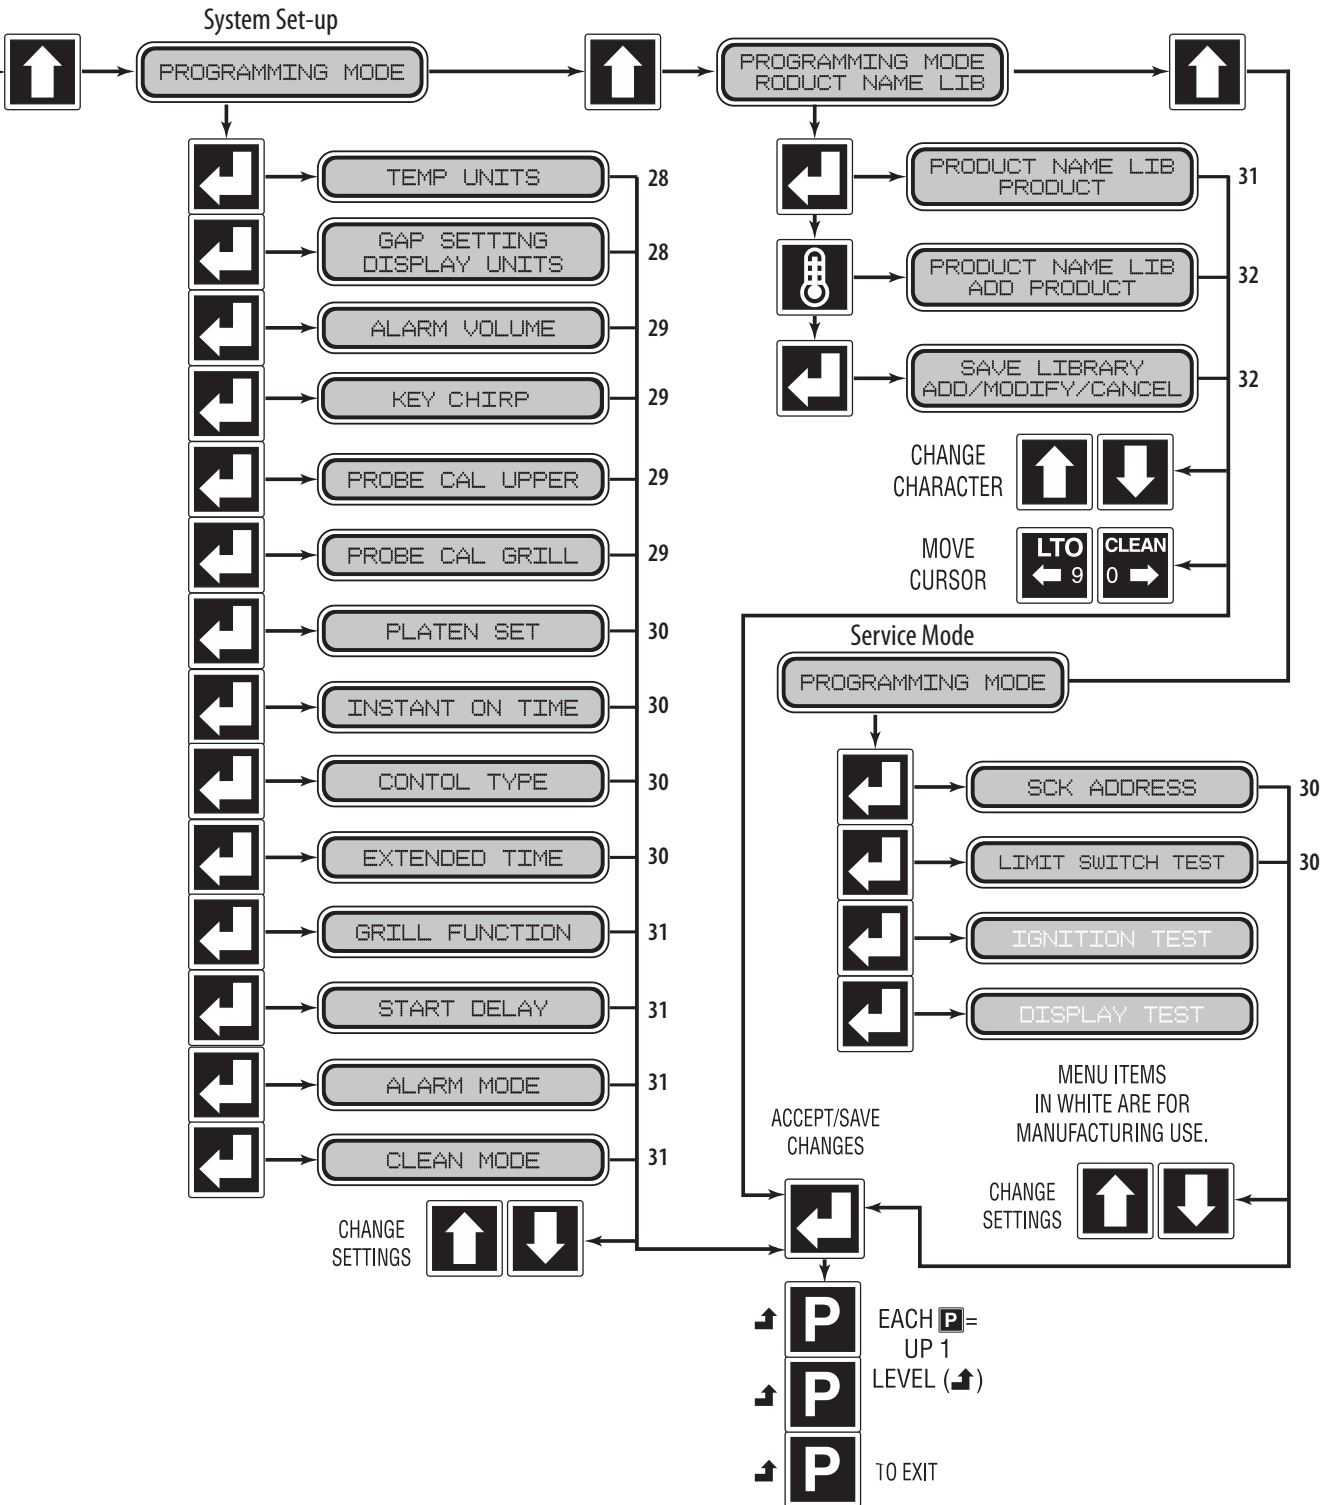 System Set-up
PROGRAMMING MODE
PROGRAMMING MODE
RODUCT NAME LIB
TEMP UNITS
28
GAP SETTING
DISPLAY UNITS
28
ALARM VOLUME
29
KEY CHIRP
29
PROBE CAL UPPER
29
PROBE CAL GRILL
29
PLATEN SET
30
INSTANT ON TIME
30
CONTOL TYPE
30
EXTENDED TIME
30
GRILL FUNCTION
31
START DELAY
31
ALARM MODE
31
CLEAN MODE
31
CHANGE
SETTINGS
PRODUCT NAME LIB
PRODUCT
31
PRODUCT NAME LIB
ADD PRODUCT
32
SAVE LIBRARY
ADD/MODIFY/CANCEL
32
CHANGE
CHARACTER
MOVE
CURSOR
LTO
9
CLEAN
0
Service Mode
PROGRAMMING MODE
SCK ADDRESS
30
LIMIT SWITCH TEST
30
IGNITION TEST
DISPLAY TEST
MENU ITEMS
IN WHITE ARE FOR
MANUFACTURING USE.
CHANGE
SETTINGS
ACCEPT/SAVE
CHANGES
P
EACH P =
UP 1
LEVEL ( )
P
P
TO EXIT